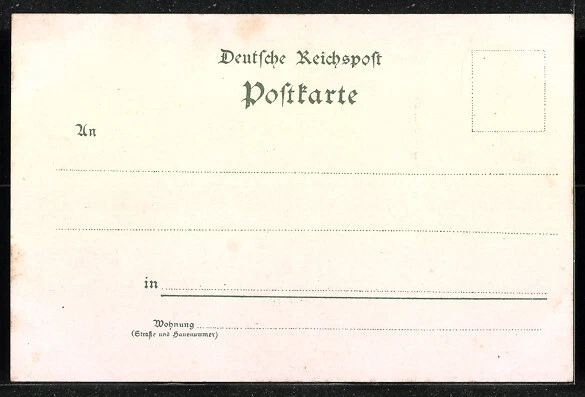 Deutsche Reichspost
Postkarte
An
in
Wohnung
(Straße und Hausnummer)